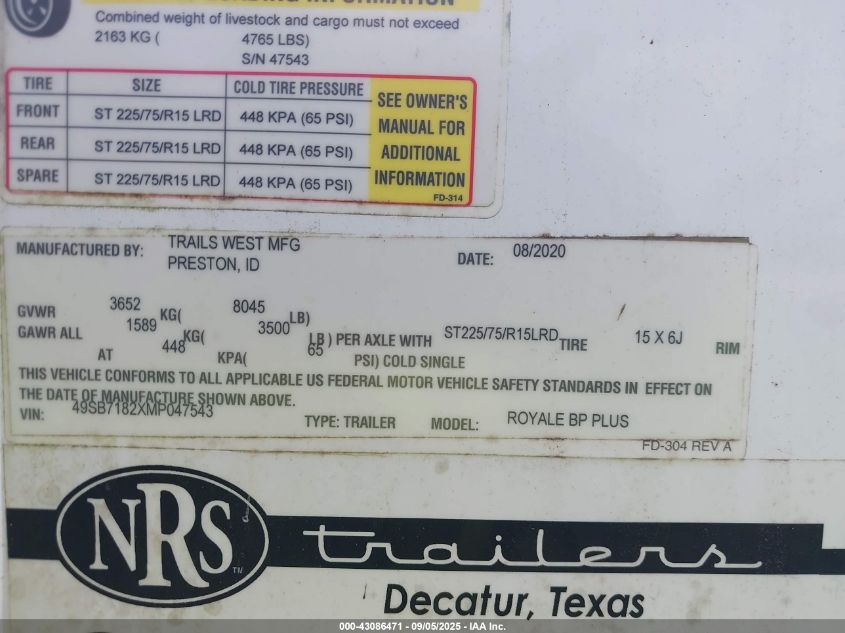 Combined weight of livestock and cargo must not exceed
2163 KG ( 4765 LBS)
S/N 47543
TIRE SIZE COLD TIRE PRESSURE
FRONT ST 225/75/R15 LRD 448 KPA (65 PSI)
REAR ST 225/75/R15 LRD 448 KPA (65 PSI)
SPARE ST 225/75/R15 LRD 448 KPA (65 PSI)
SEE OWNER'S
MANUAL FOR
ADDITIONAL
INFORMATION
FD-314
MANUFACTURED BY: TRAILS WEST MFG
PRESTON, ID
DATE: 08/2020
GVWR 3652 KG( 8045 LB)
GAWR ALL 1589 KG( 3500 LB) PER AXLE WITH ST225/75/R15LRD TIRE 15 X 6J RIM
AT 448 KPA( 65 PSI) COLD SINGLE
THIS VEHICLE CONFORMS TO ALL APPLICABLE US FEDERAL MOTOR VEHICLE SAFETY STANDARDS IN EFFECT ON
THE DATE OF MANUFACTURE SHOWN ABOVE.
VIN: 49SB7182XMP047543 TYPE: TRAILER MODEL: ROYALE BP PLUS
FD-304 REV A
NRS TM
trailers
Decatur, Texas
000-43086471 - 09/05/2025 - IAA Inc.